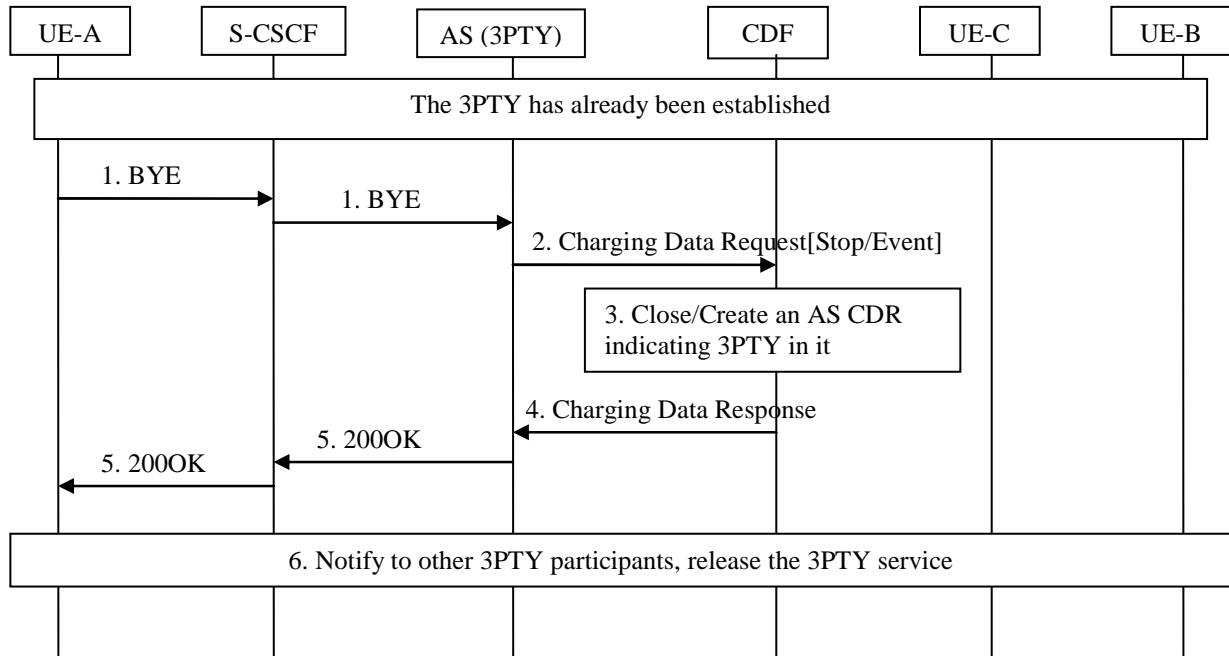 UE-A
S-CSCF
AS (3PTY)
CDF
UE-C
UE-B
The 3PTY has already been established
1. BYE
1. BYE
2. Charging Data Request[Stop/Event]
3. Close/Create an AS CDR
indicating 3PTY in it
4. Charging Data Response
5. 200OK
5. 200OK
6. Notify to other 3PTY participants, release the 3PTY service